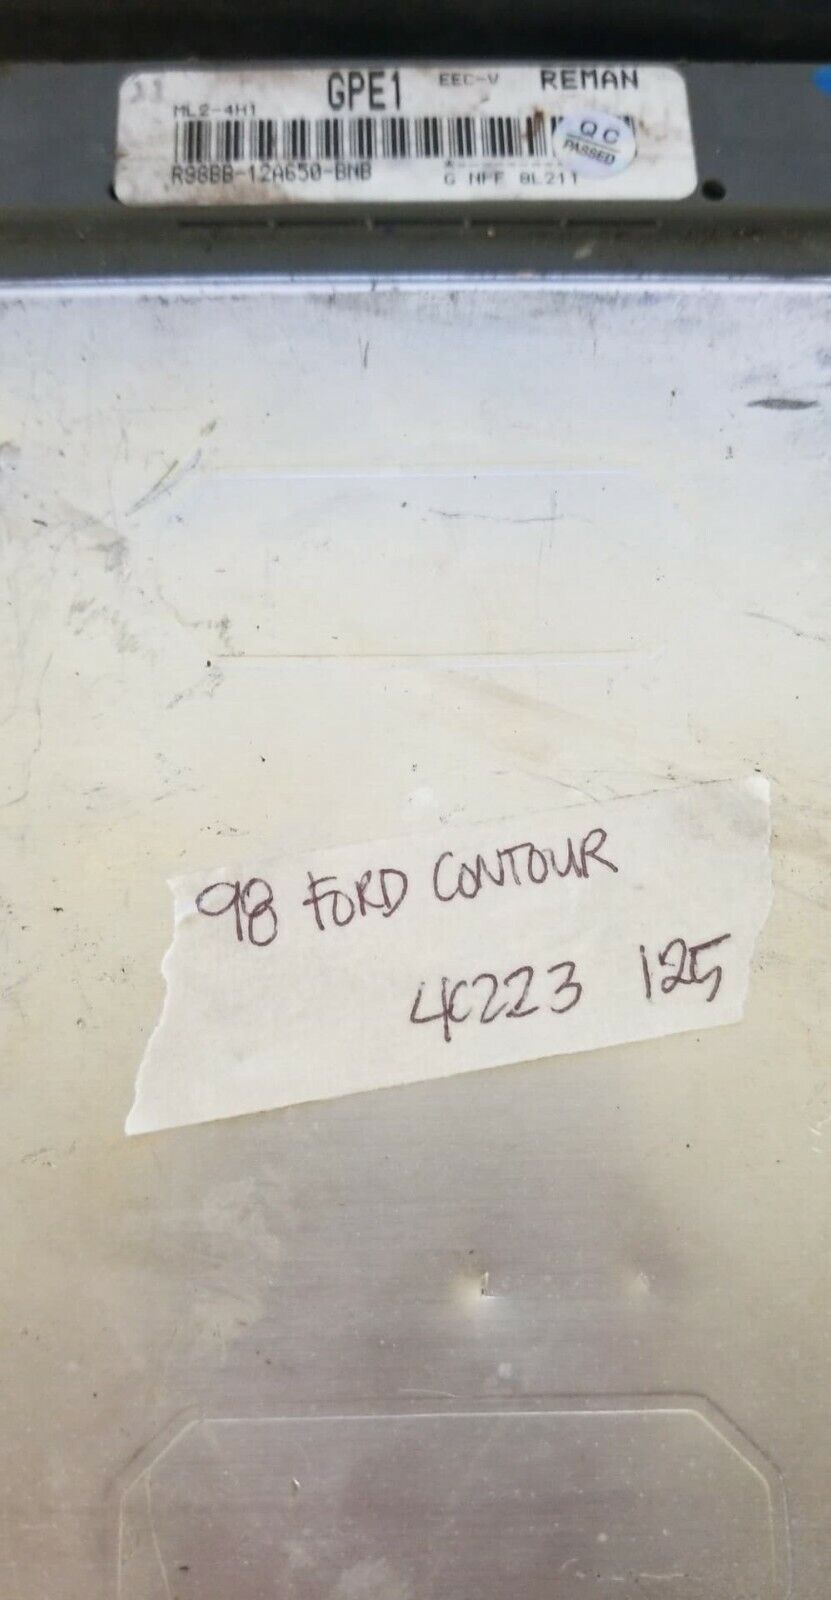 GPE1 EEC-V REMAN
ML2-4H1
QC
PASSED
R98BB-12A650-BNB
98 FORD CONTOUR
4C223 125